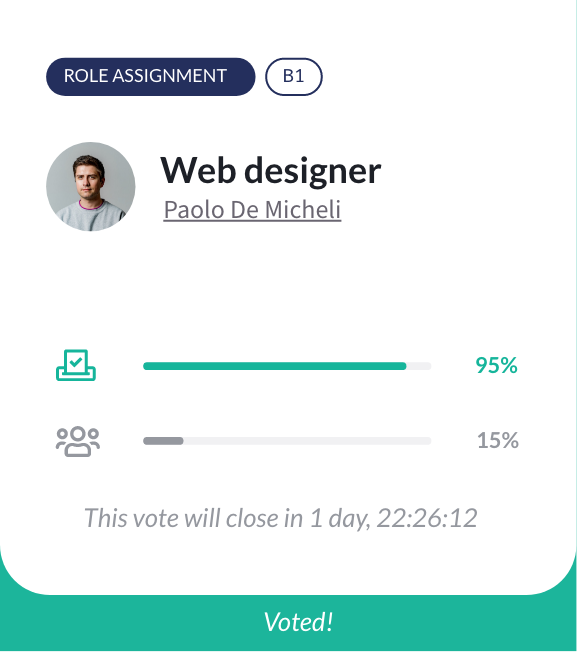 ROLE ASSIGNMENT B1
Web designer
Paolo De Micheli
95%
15%
This vote will close in 1 day, 22:26:12
Voted!